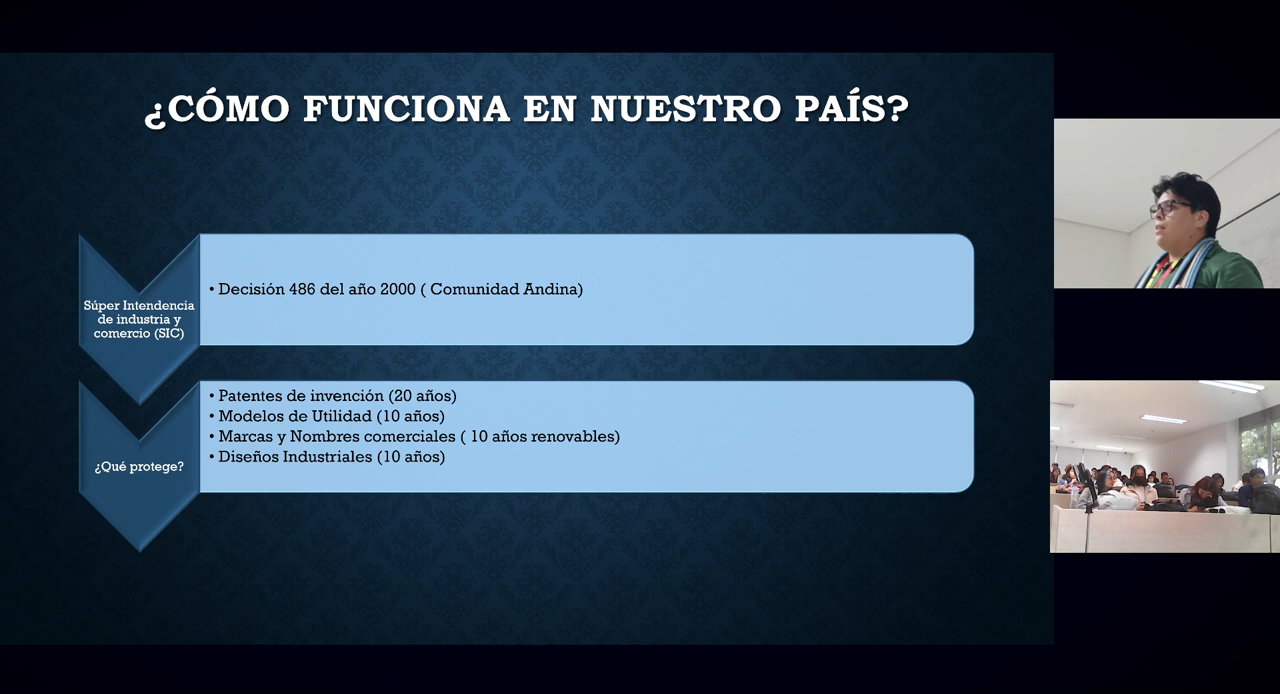 ¿CÓMO FUNCIONA EN NUESTRO PAÍS?
Súper Intendencia
de industria y
comercio (SIC)
• Decisión 486 del año 2000 ( Comunidad Andina)
¿Qué protege?
• Patentes de invención (20 años)
• Modelos de Utilidad (10 años)
• Marcas y Nombres comerciales ( 10 años renovables)
• Diseños Industriales (10 años)